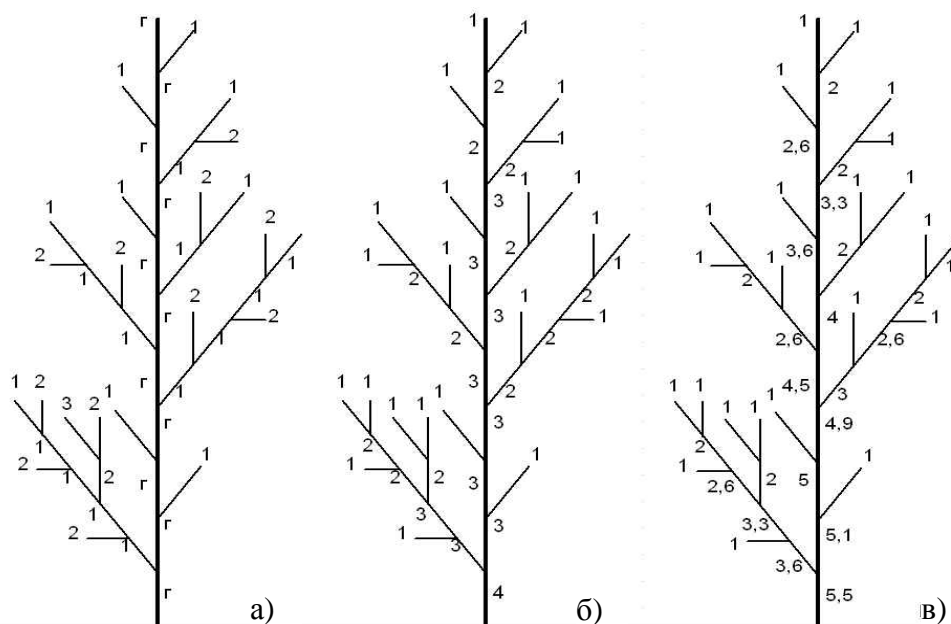 г 1
1 г 1
г 2
1
1 г 2 1
1 2
2 1 2 г 1 1
1
г 2 2
1 1
1 2 г 1
3 2 1 г
1
2 1 2 г 1
1 г
2 1
г
а)
1 1
1 2 1
2 1
2
1 3 1 1
1 1
1 2 1 3 2
2
3 1 1
2 2
1 1 3 2
1 1 1 3
2
1 2 2 3 1
3 3
1 3
4
б)
1 1
1 2 1
2,6 1
2
1 3,3 1 1
1 1
1 2 1 3,6 2 1
2
4 1 1
2,6 2,6
1 1 4,5 3
1 1 1 4,9
2
1 2,6 2 5 1
3,3 5,1
1 3,6
5,5
в)